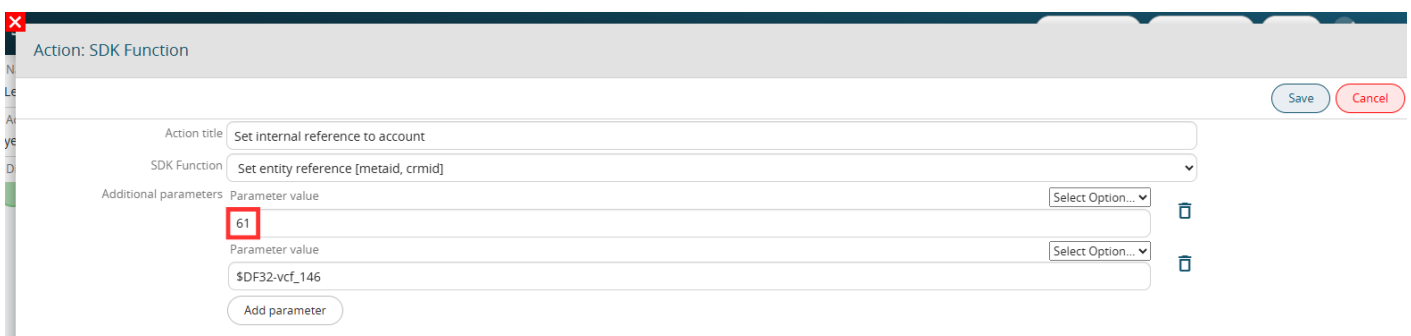 Action: SDK Function
Save Cancel
Action title Set internal reference to account
SDK Function Set entity reference [metaid, crmid]
Additional parameters Parameter value Select Option...
61
Parameter value Select Option...
$DF32-vcf_146
Add parameter